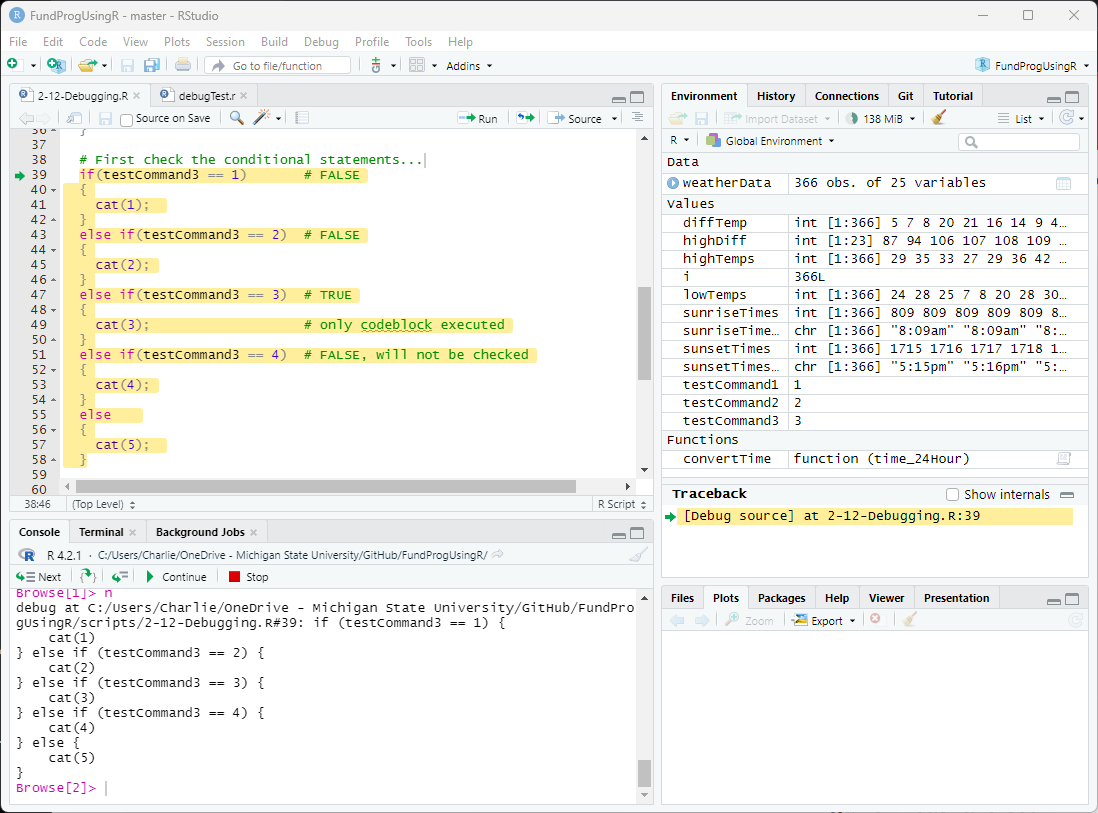 FundProgUsingR - master - RStudio
File Edit Code View Plots Session Build Debug Profile Tools Help
Go to file/function Addins FundProgUsingR
2-12-Debugging.R debugTest.r
Source on Save Run Source
36 }
37
38 # First check the conditional statements...
39 if(testCommand3 == 1) # FALSE
40 {
41 cat(1);
42 }
43 else if(testCommand3 == 2) # FALSE
44 {
45 cat(2);
46 }
47 else if(testCommand3 == 3) # TRUE
48 {
49 cat(3); # only codeblock executed
50 }
51 else if(testCommand3 == 4) # FALSE, will not be checked
52 {
53 cat(4);
54 }
55 else
56 {
57 cat(5);
58 }
59
60
38:46 (Top Level) R Script
Console Terminal Background Jobs
R 4.2.1 · C:/Users/Charlie/OneDrive - Michigan State University/GitHub/FundProgUsingR/
Next Continue Stop
Browse[1]> n
debug at C:/Users/Charlie/OneDrive - Michigan State University/GitHub/FundPro
gUsingR/scripts/2-12-Debugging.R#39: if (testCommand3 == 1) {
cat(1)
} else if (testCommand3 == 2) {
cat(2)
} else if (testCommand3 == 3) {
cat(3)
} else if (testCommand3 == 4) {
cat(4)
} else {
cat(5)
}
Browse[2]>
Environment History Connections Git Tutorial
Import Dataset 138 MiB List
R Global Environment
Data
weatherData 366 obs. of 25 variables
Values
diffTemp int [1:366] 5 7 8 20 21 16 14 9 4…
highDiff int [1:23] 87 94 106 107 108 109 …
highTemps int [1:366] 29 35 33 27 29 36 42 …
i 366L
lowTemps int [1:366] 24 28 25 7 8 20 28 30…
sunriseTimes int [1:366] 809 809 809 809 809 8…
sunriseTime… chr [1:366] "8:09am" "8:09am" "8:…
sunsetTimes int [1:366] 1715 1716 1717 1718 1…
sunsetTimes… chr [1:366] "5:15pm" "5:16pm" "5:…
testCommand1 1
testCommand2 2
testCommand3 3
Functions
convertTime function (time_24Hour)
Traceback Show internals
[Debug source] at 2-12-Debugging.R:39
Files Plots Packages Help Viewer Presentation
Zoom Export